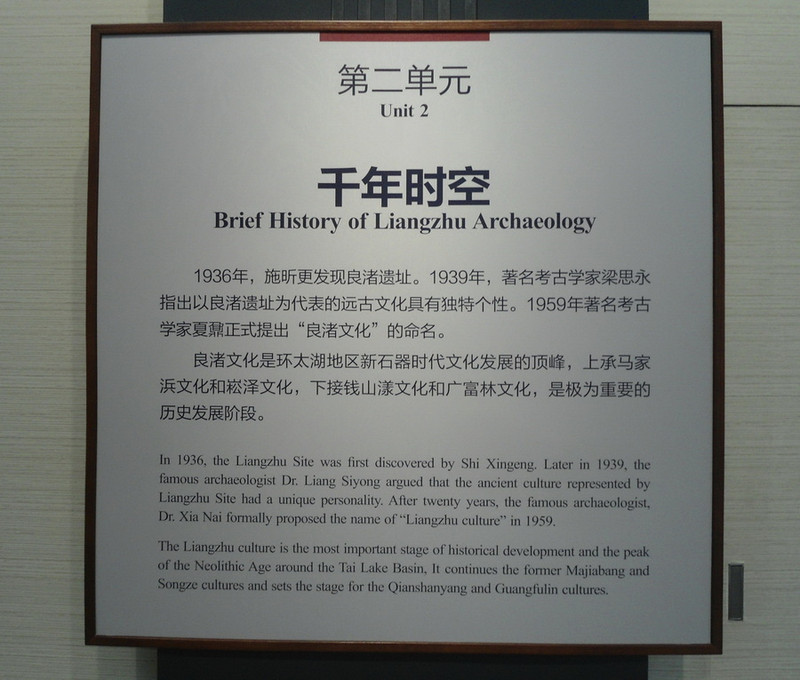 第二单元
Unit 2
千年时空
Brief History of Liangzhu Archaeology
1936年，施昕更发现良渚遗址。1939年，著名考古学家梁思永
指出以良渚遗址为代表的远古文化具有独特个性。1959年著名考古
学家夏鼐正式提出“良渚文化”的命名。
良渚文化是环太湖地区新石器时代文化发展的顶峰，上承马家
浜文化和崧泽文化，下接钱山漾文化和广富林文化，是极为重要的
历史发展阶段。
In 1936, the Liangzhu Site was first discovered by Shi Xingeng. Later in 1939, the
famous archaeologist Dr. Liang Siyong argued that the ancient culture represented by
Liangzhu Site had a unique personality. After twenty years, the famous archaeologist,
Dr. Xia Nai formally proposed the name of “Liangzhu culture” in 1959.
The Liangzhu culture is the most important stage of historical development and the peak
of the Neolithic Age around the Tai Lake Basin, It continues the former Majiabang and
Songze cultures and sets the stage for the Qianshanyang and Guangfulin cultures.